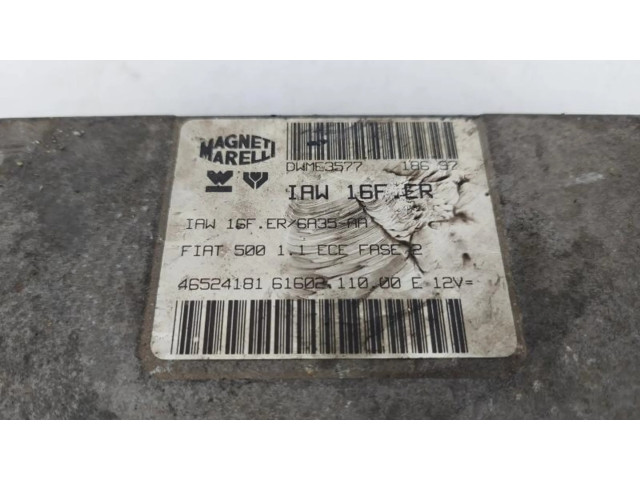 MAGNETI
MARELLI
DWME3577 186 97
IAW 16F.ER
IAW 16F.ER/6A35-AA
FIAT 500 1.1 ECE FASE 2
46524181 61602.110.00 E 12V=